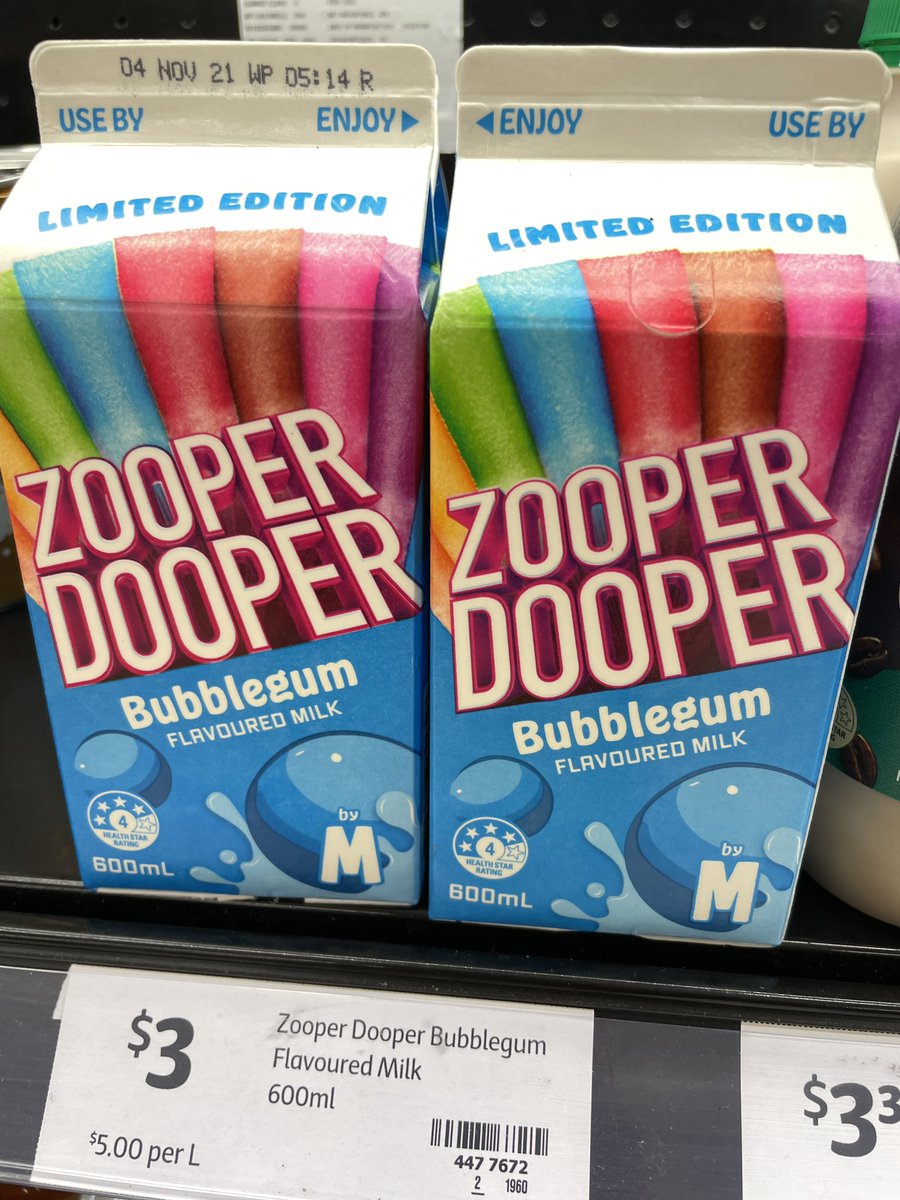 04 NOV 21 WP 05:14 R
USE BY ENJOY
LIMITED EDITION
ZOOPER
DOOPER
Bubblegum
FLAVOURED MILK
4
HEALTH STAR
RATING
600mL
by
M
ENJOY USE BY
LIMITED EDITION
ZOOPER
DOOPER
Bubblegum
FLAVOURED MILK
4
HEALTH STAR
RATING
600mL
by
M
$3
Zooper Dooper Bubblegum
Flavoured Milk
600ml
$5.00 per L
447 7672
2 1960
$33